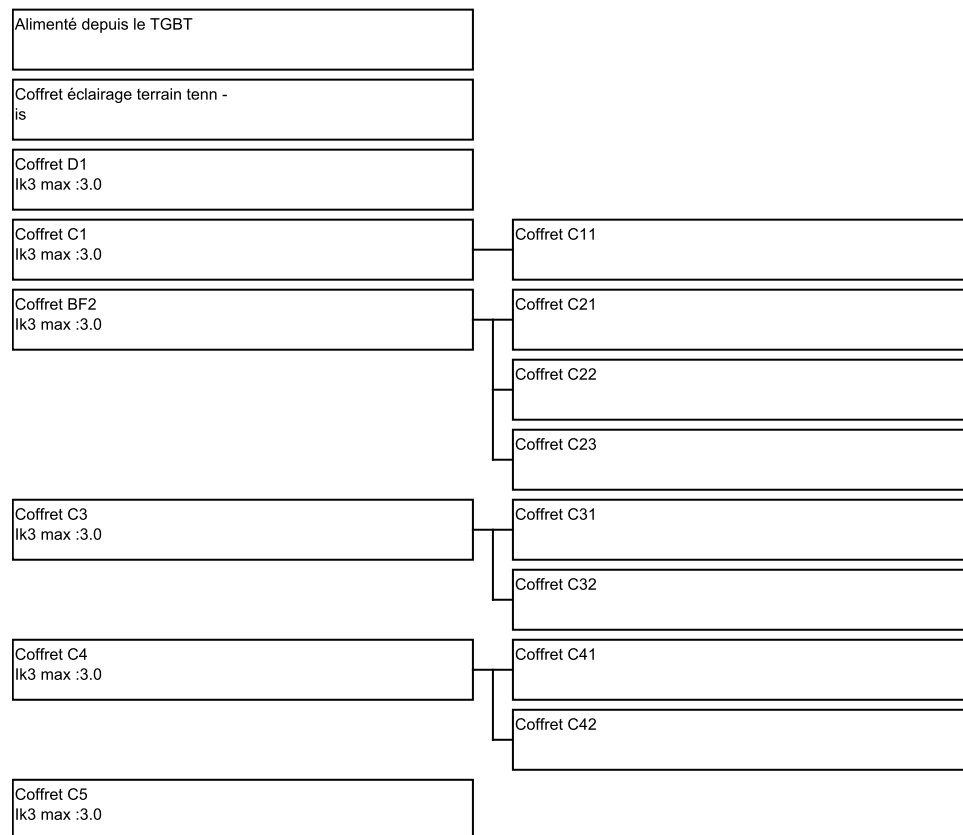 Alimenté depuis le TGBT
Coffret éclairage terrain tenn -
is
Coffret D1
Ik3 max :3.0
Coffret C1
Ik3 max :3.0
Coffret C11
Coffret BF2
Ik3 max :3.0
Coffret C21
Coffret C22
Coffret C23
Coffret C3
Ik3 max :3.0
Coffret C31
Coffret C32
Coffret C4
Ik3 max :3.0
Coffret C41
Coffret C42
Coffret C5
Ik3 max :3.0